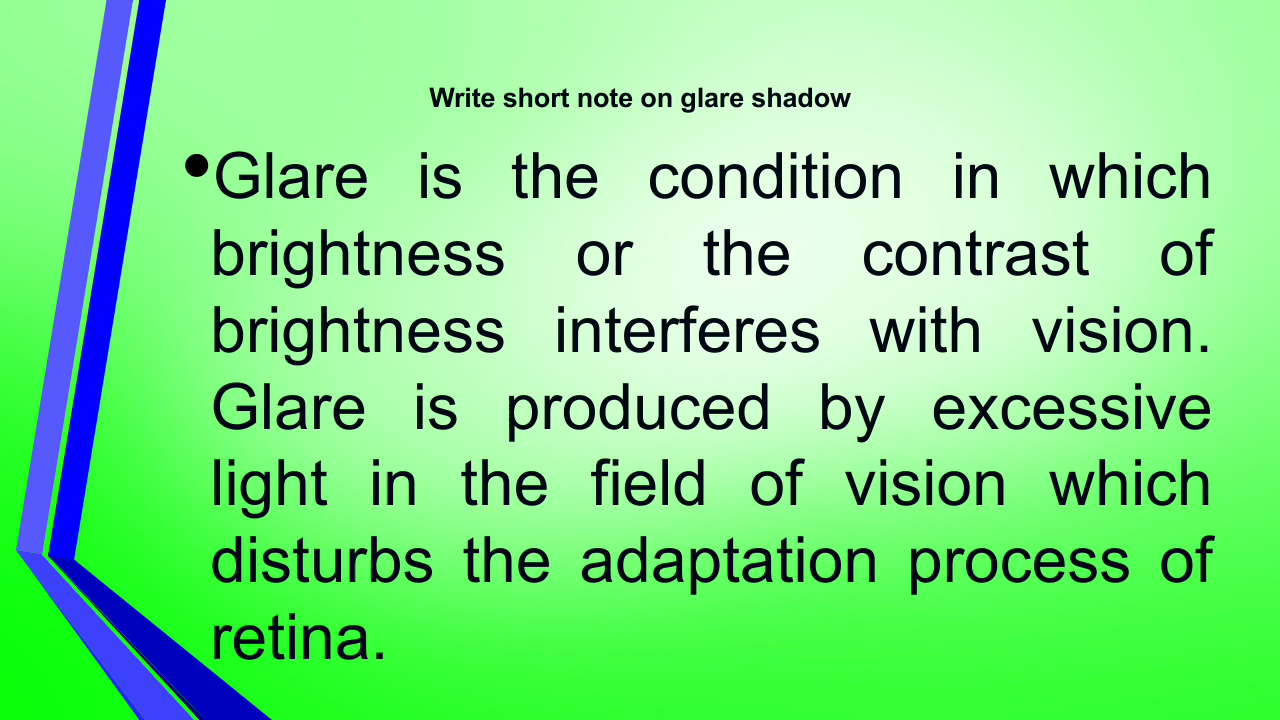 Write short note on glare shadow
•Glare is the condition in which
brightness or the contrast of
brightness interferes with vision.
Glare is produced by excessive
light in the field of vision which
disturbs the adaptation process of
retina.